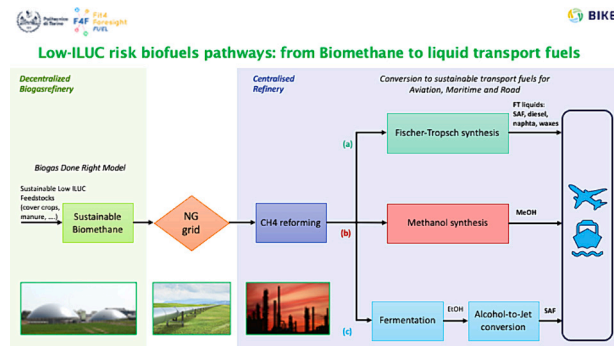 Politecnico
di Torino
F4F
Fit4
Foresight
FUEL
BIKE
Low-ILUC risk biofuels pathways: from Biomethane to liquid transport fuels
Decentralized
Biogasrefinery
Centralised
Refinery
Conversion to sustainable transport fuels for
Aviation, Maritime and Road
FT liquids:
SAF, diesel,
naphta, waxes
(a)
Fischer-Tropsch synthesis
Biogas Done Right Model
Sustainable Low ILUC
Feedstocks
(cover crops,
manure, ....)
Sustainable
Biomethane
NG
grid
CH4 reforming
(b)
Methanol synthesis
MeOH
(c)
Fermentation
EtOH
Alcohol-to-Jet
conversion
SAF